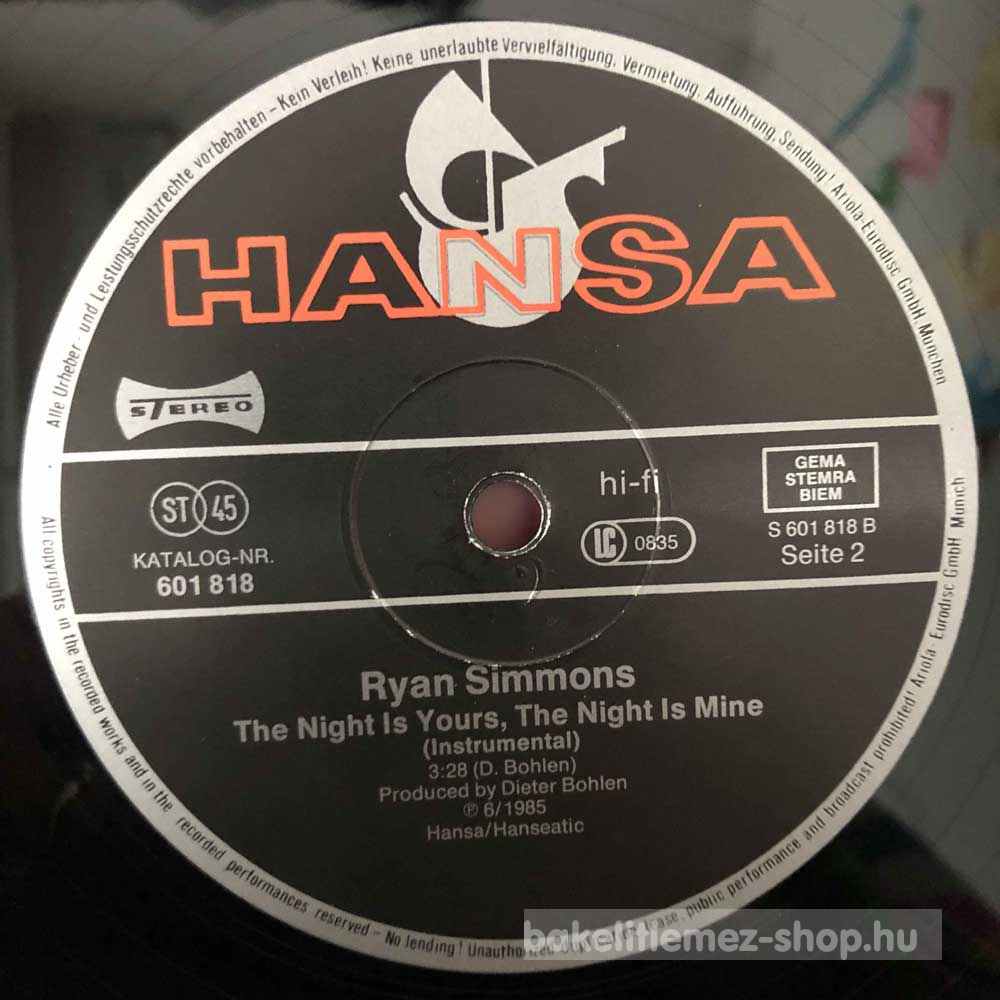 Alle Urheber- und Leistungsschutzrechte vorbehalten – Kein Verleih! Keine unerlaubte Vervielfältigung, Vermietung, Aufführung, Sendung! Ariola-Eurodisc GmbH, München
HANSA
STEREO
ST 45
KATALOG-NR.
601 818
hi-fi
LC 0835
GEMA
STEMRA
BIEM
S 601 818 B
Seite 2
Ryan Simmons
The Night Is Yours, The Night Is Mine
(Instrumental)
3:28 (D. Bohlen)
Produced by Dieter Bohlen
℗ 6/1985
Hansa/Hanseatic
All copyrights in the recorded works and in the recorded performances reserved – No lending! public performance and broadcast prohibited! Ariola-Eurodisc GmbH Munich
bakelitlemez-shop.hu